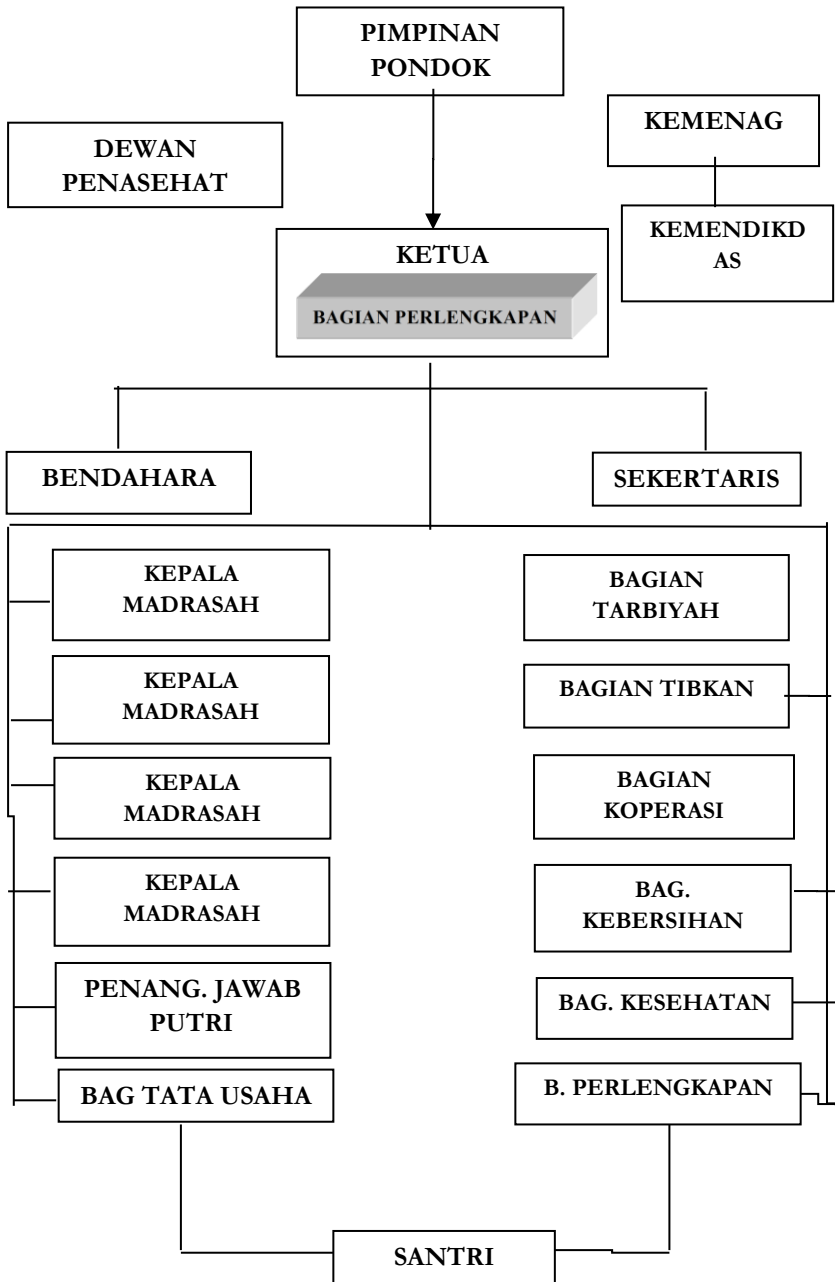 PIMPINAN
PONDOK
KEMENAG
DEWAN
PENASEHAT
KEMENDIKD
AS
KETUA
BAGIAN PERLENGKAPAN
BENDAHARA
SEKERTARIS
KEPALA
MADRASAH
BAGIAN
TARBIYAH
KEPALA
MADRASAH
BAGIAN TIBKAN
KEPALA
MADRASAH
BAGIAN
KOPERASI
KEPALA
MADRASAH
BAG.
KEBERSIHAN
PENANG. JAWAB
PUTRI
BAG. KESEHATAN
BAG TATA USAHA
B. PERLENGKAPAN
SANTRI